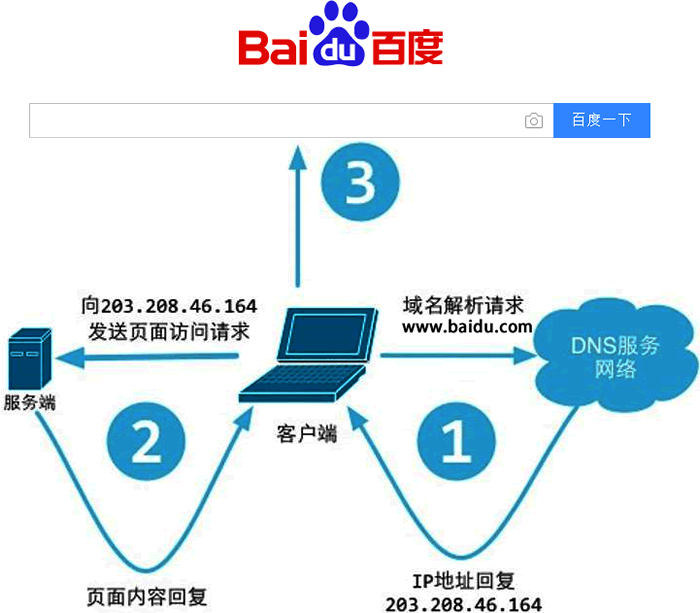 Bai du 百度
百度一下
3
向203.208.46.164
发送页面访问请求
域名解析请求
www.baidu.com
DNS服务
网络
服务端
客户端
2
1
页面内容回复
IP地址回复
203.208.46.164